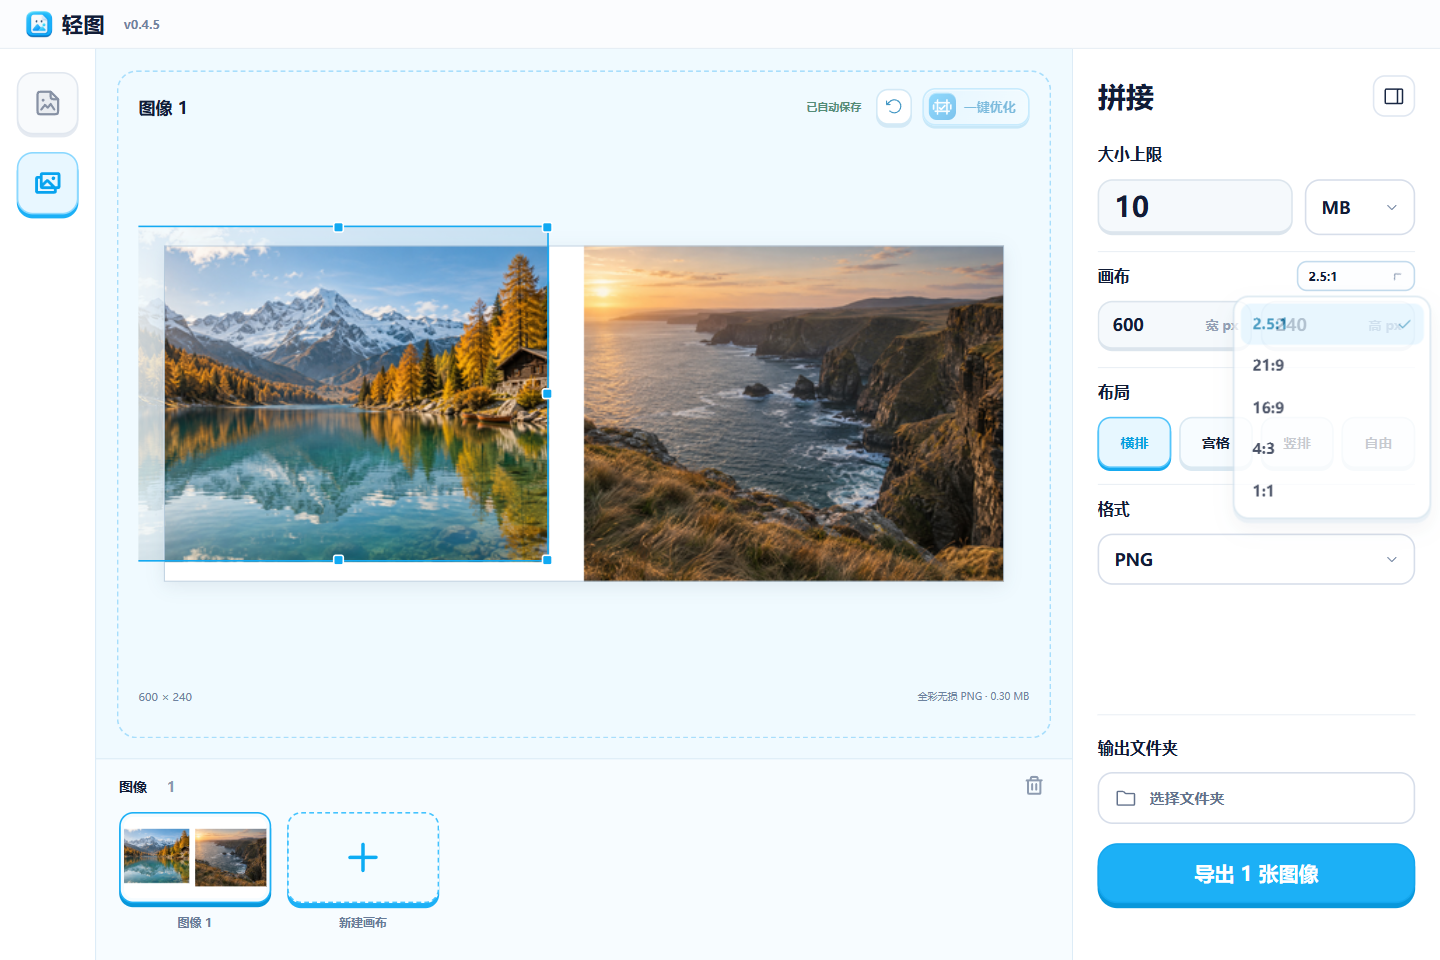 轻图 v0.4.5
图像 1
已自动保存
一键优化
600 × 240
全彩无损 PNG · 0.30 MB
图像 1
图像 1
新建画布
拼接
大小上限
10
MB
画布
2.5:1
600 宽 px
240 高 px
2.5:1
21:9
16:9
4:3
1:1
布局
横排
宫格
竖排
自由
格式
PNG
输出文件夹
选择文件夹
导出 1 张图像